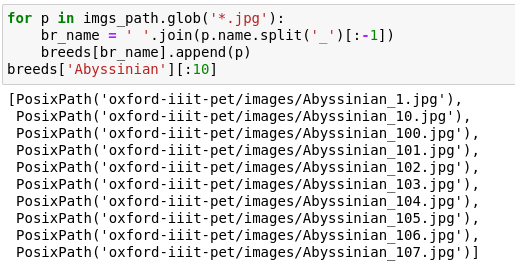 for p in imgs_path.glob('*.jpg'):
    br_name = ' '.join(p.name.split('_')[:-1])
    breeds[br_name].append(p)
breeds['Abyssinian'][:10]
[PosixPath('oxford-iiit-pet/images/Abyssinian_1.jpg'),
 PosixPath('oxford-iiit-pet/images/Abyssinian_10.jpg'),
 PosixPath('oxford-iiit-pet/images/Abyssinian_100.jpg'),
 PosixPath('oxford-iiit-pet/images/Abyssinian_101.jpg'),
 PosixPath('oxford-iiit-pet/images/Abyssinian_102.jpg'),
 PosixPath('oxford-iiit-pet/images/Abyssinian_103.jpg'),
 PosixPath('oxford-iiit-pet/images/Abyssinian_104.jpg'),
 PosixPath('oxford-iiit-pet/images/Abyssinian_105.jpg'),
 PosixPath('oxford-iiit-pet/images/Abyssinian_106.jpg'),
 PosixPath('oxford-iiit-pet/images/Abyssinian_107.jpg')]